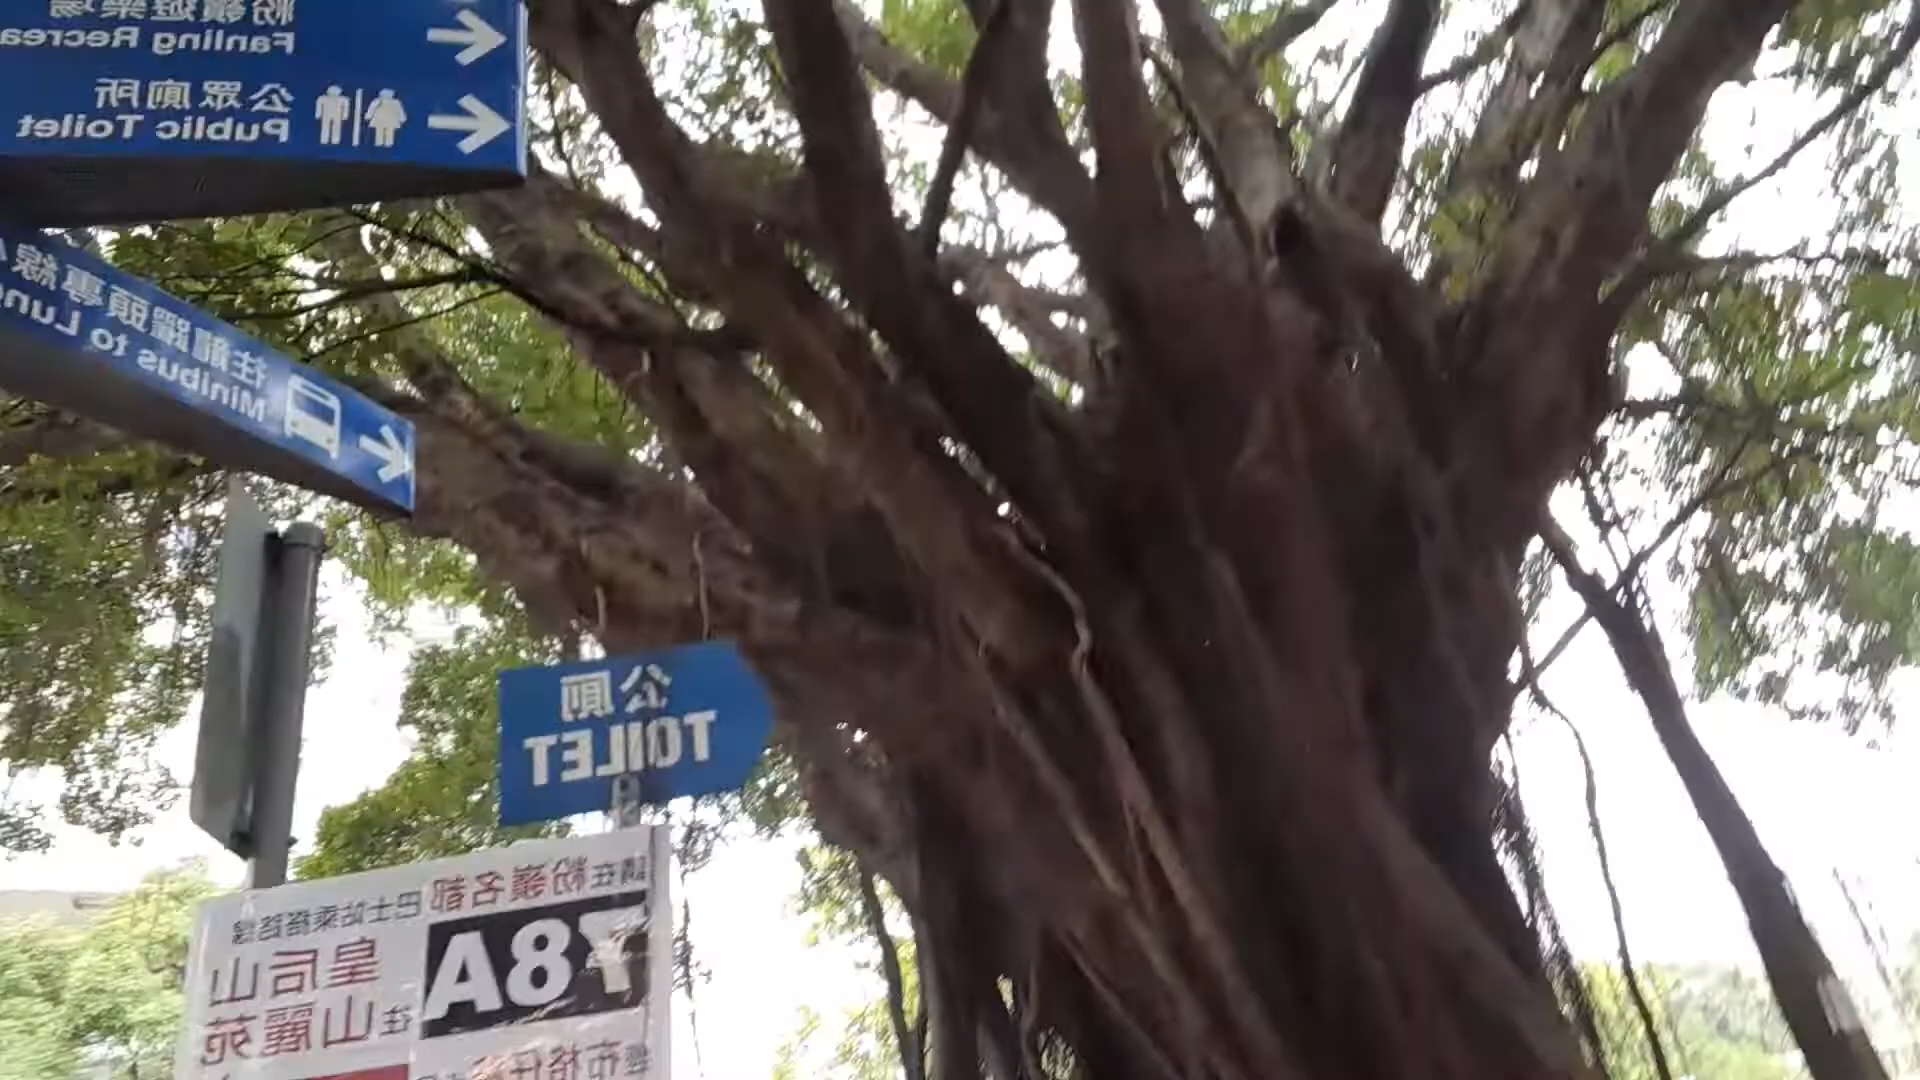 粉嶺遊樂場
Fanling Recrea
公眾廁所
Public Toilet
往龍躍頭專線
Minibus to Lung
公廁
TOILET
請在粉嶺名都巴士站乘搭路線
78A
往
皇后山
山麗苑